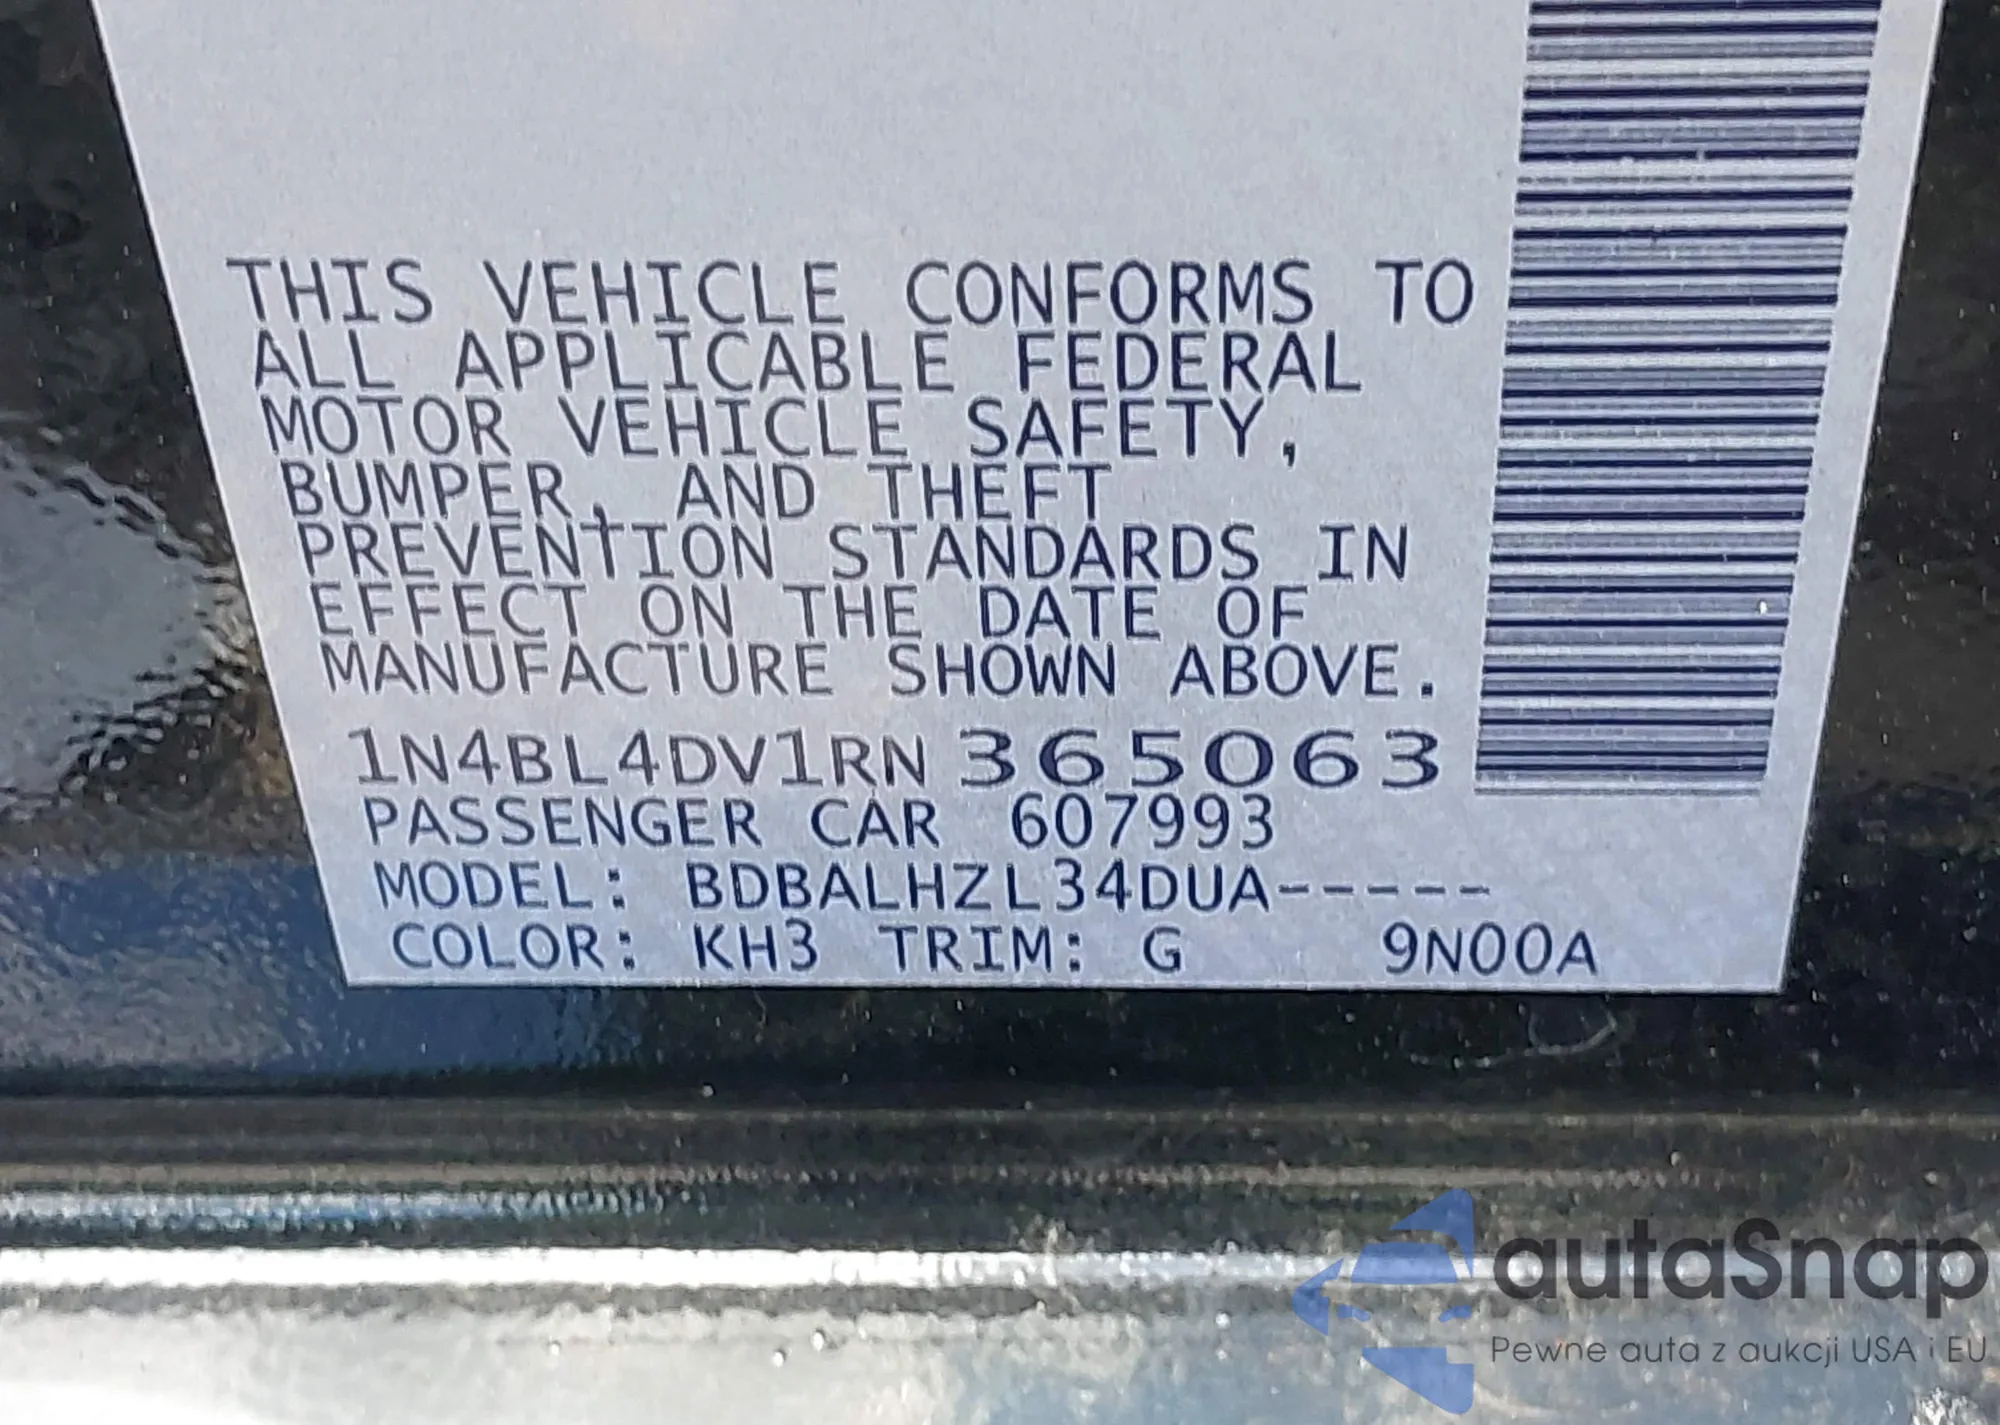 THIS VEHICLE CONFORMS TO
ALL APPLICABLE FEDERAL
MOTOR VEHICLE SAFETY,
BUMPER, AND THEFT
PREVENTION STANDARDS IN
EFFECT ON THE DATE OF
MANUFACTURE SHOWN ABOVE.
1N4BL4DV1RN365063
PASSENGER CAR 607993
MODEL: BDBALHZL34DUA-----
COLOR: KH3 TRIM: G 9N00A
autaSnap
Pewne auta z aukcji USA i EU